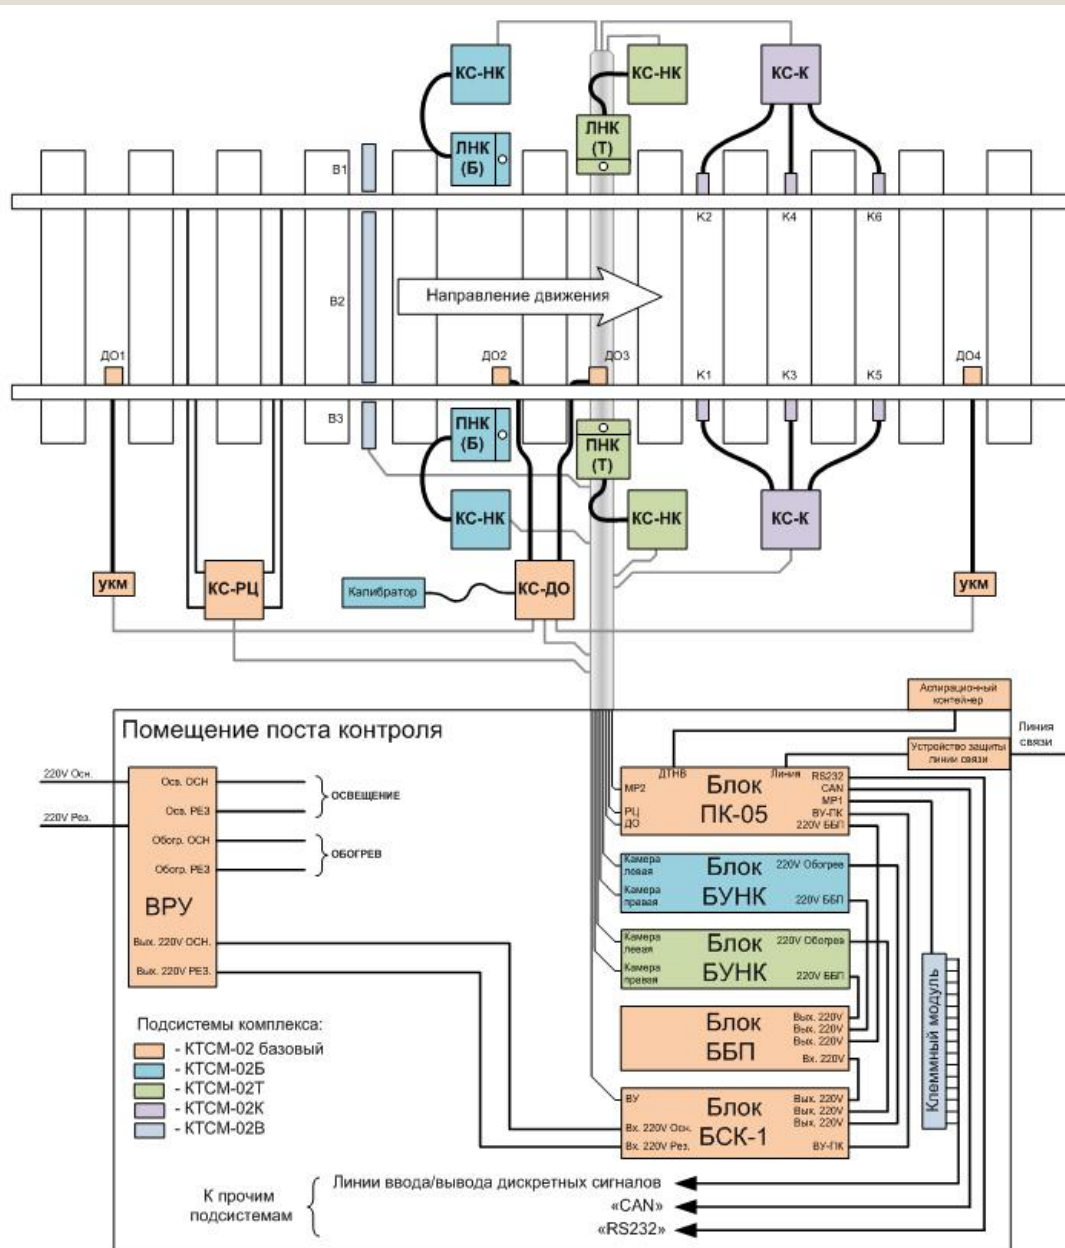 КС-НК
КС-НК
КС-К
ЛНК
(Б)
ЛНК
(Т)
В1
К2
К4
К6
Направление движения
В2
ДО1
ДО2
ДО3
К1
К3
К5
ДО4
В3
ПНК
(Б)
ПНК
(Т)
КС-НК
КС-НК
КС-К
УКМ
КС-РЦ
Калибратор
КС-ДО
УКМ
Аспирационный
контейнер
Помещение поста контроля
Линия
связи
Устройство защиты
линии связи
220V Осн.
220V Рез.
Осв. ОСН
Осв. РЕЗ
ОСВЕЩЕНИЕ
Обогр. ОСН
Обогр. РЕЗ
ОБОГРЕВ
ВРУ
Вых. 220V ОСН.
Вых. 220V РЕЗ.
ДТНВ
Линия
МР2
РЦ
ДО
Блок
ПК-05
RS232
CAN
МР1
ВУ-ПК
220V ББП
Камера
левая
Камера
правая
Блок
БУНК
220V Обогрев
220V ББП
Камера
левая
Камера
правая
Блок
БУНК
220V Обогрев
220V ББП
Блок
ББП
Вых. 220V
Вых. 220V
Вых. 220V
Вх. 220V
ВУ
Вх. 220V Осн.
Вх. 220V Рез.
Блок
БСК-1
Вых. 220V
Вых. 220V
Вых. 220V
ВУ-ПК
Клеммный модуль
Подсистемы комплекса:
- КТСМ-02 базовый
- КТСМ-02Б
- КТСМ-02Т
- КТСМ-02К
- КТСМ-02В
К прочим
подсистемам
Линии ввода/вывода дискретных сигналов
«CAN»
«RS232»